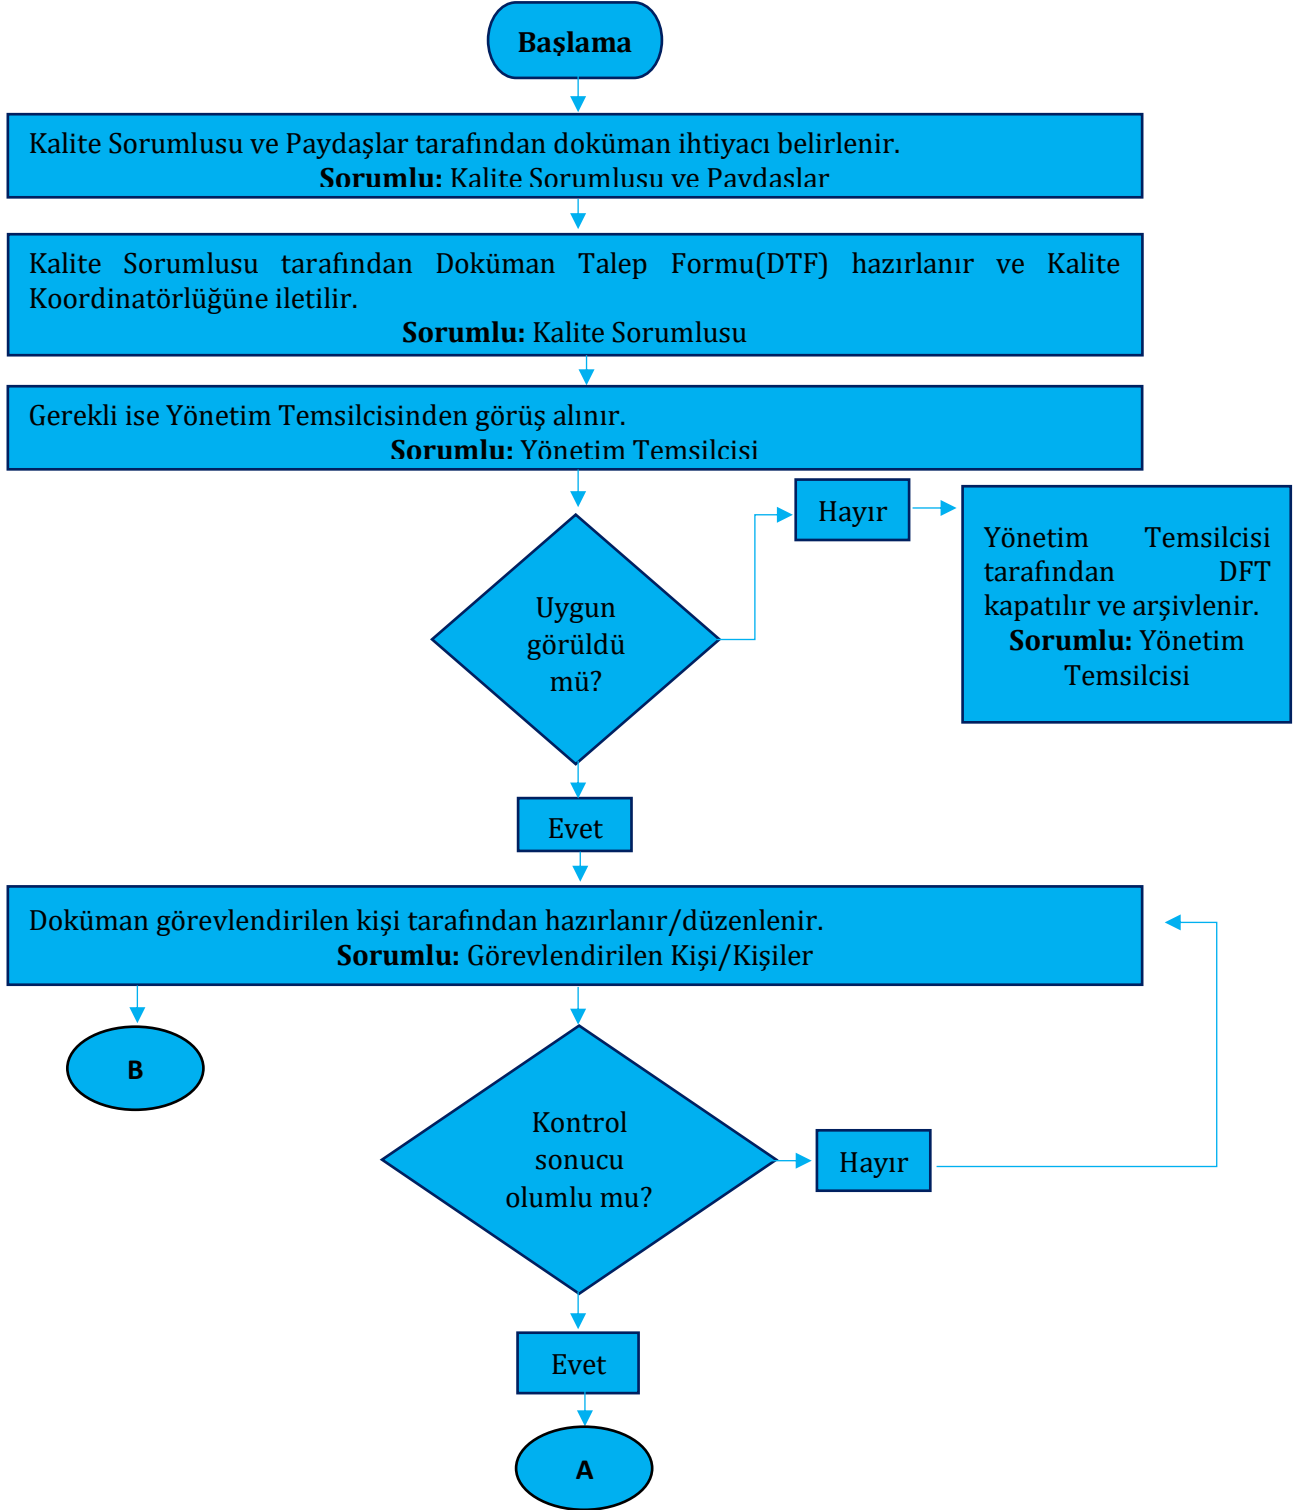 Başlama
Kalite Sorumlusu ve Paydaşlar tarafından doküman ihtiyacı belirlenir.
Sorumlu: Kalite Sorumlusu ve Paydaşlar
Kalite Sorumlusu tarafından Doküman Talep Formu(DTF) hazırlanır ve Kalite
Koordinatörlüğüne iletilir.
Sorumlu: Kalite Sorumlusu
Gerekli ise Yönetim Temsilcisinden görüş alınır.
Sorumlu: Yönetim Temsilcisi
Hayır
Yönetim Temsilcisi
tarafından DFT
kapatılır ve arşivlenir.
Sorumlu: Yönetim
Temsilcisi
Uygun
görüldü
mü?
Evet
Doküman görevlendirilen kişi tarafından hazırlanır/düzenlenir.
Sorumlu: Görevlendirilen Kişi/Kişiler
B
Kontrol
sonucu
olumlu mu?
Hayır
Evet
A